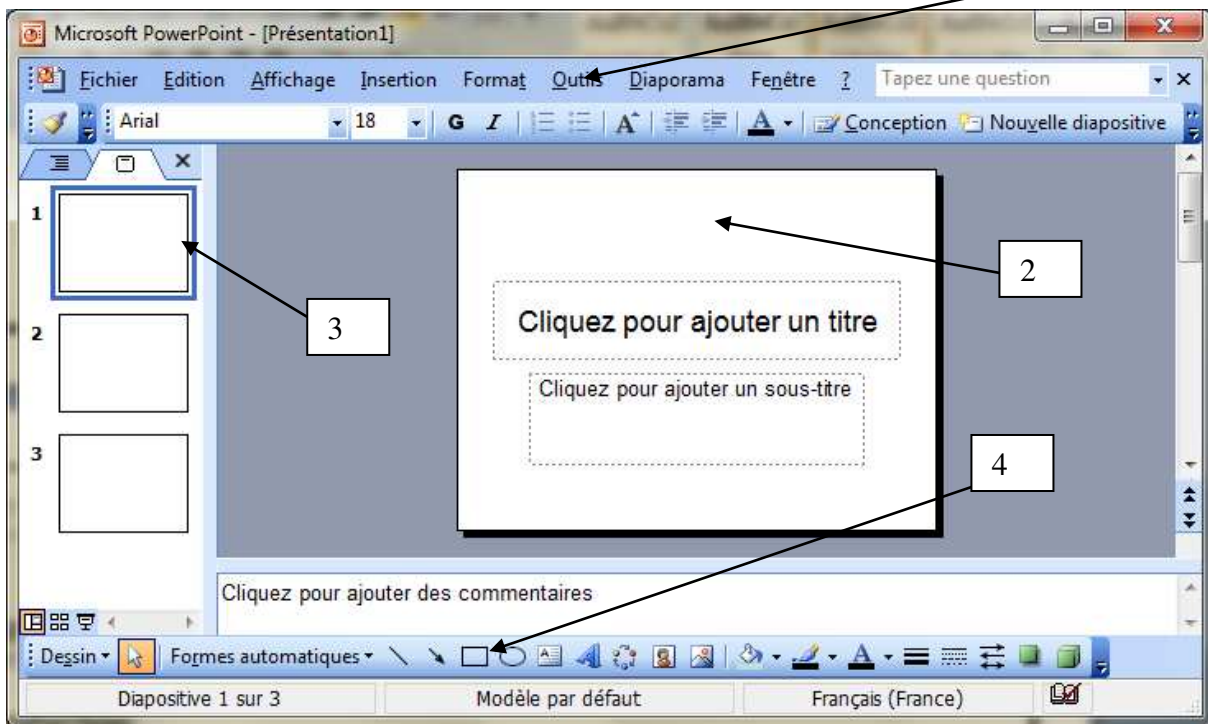 Microsoft PowerPoint - [Présentation1]
Fichier Edition Affichage Insertion Format Outils Diaporama Fenêtre ? Tapez une question
Arial 18 G I A A Conception Nouvelle diapositive
1
2
3
Cliquez pour ajouter un titre
Cliquez pour ajouter un sous-titre
2
3
4
Cliquez pour ajouter des commentaires
Dessin Formes automatiques A A A
Diapositive 1 sur 3 Modèle par défaut Français (France)